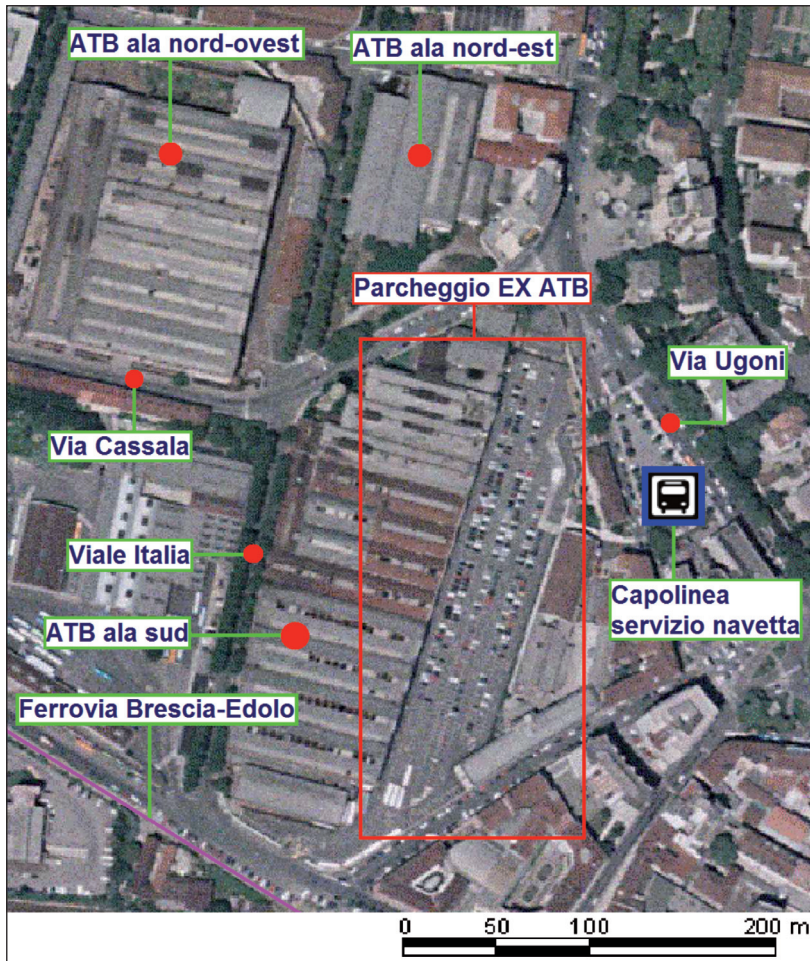 ATB ala nord-ovest
ATB ala nord-est
Parcheggio EX ATB
Via Ugoni
Via Cassala
Viale Italia
Capolinea
servizio navetta
ATB ala sud
Ferrovia Brescia-Edolo
0 50 100 200 m